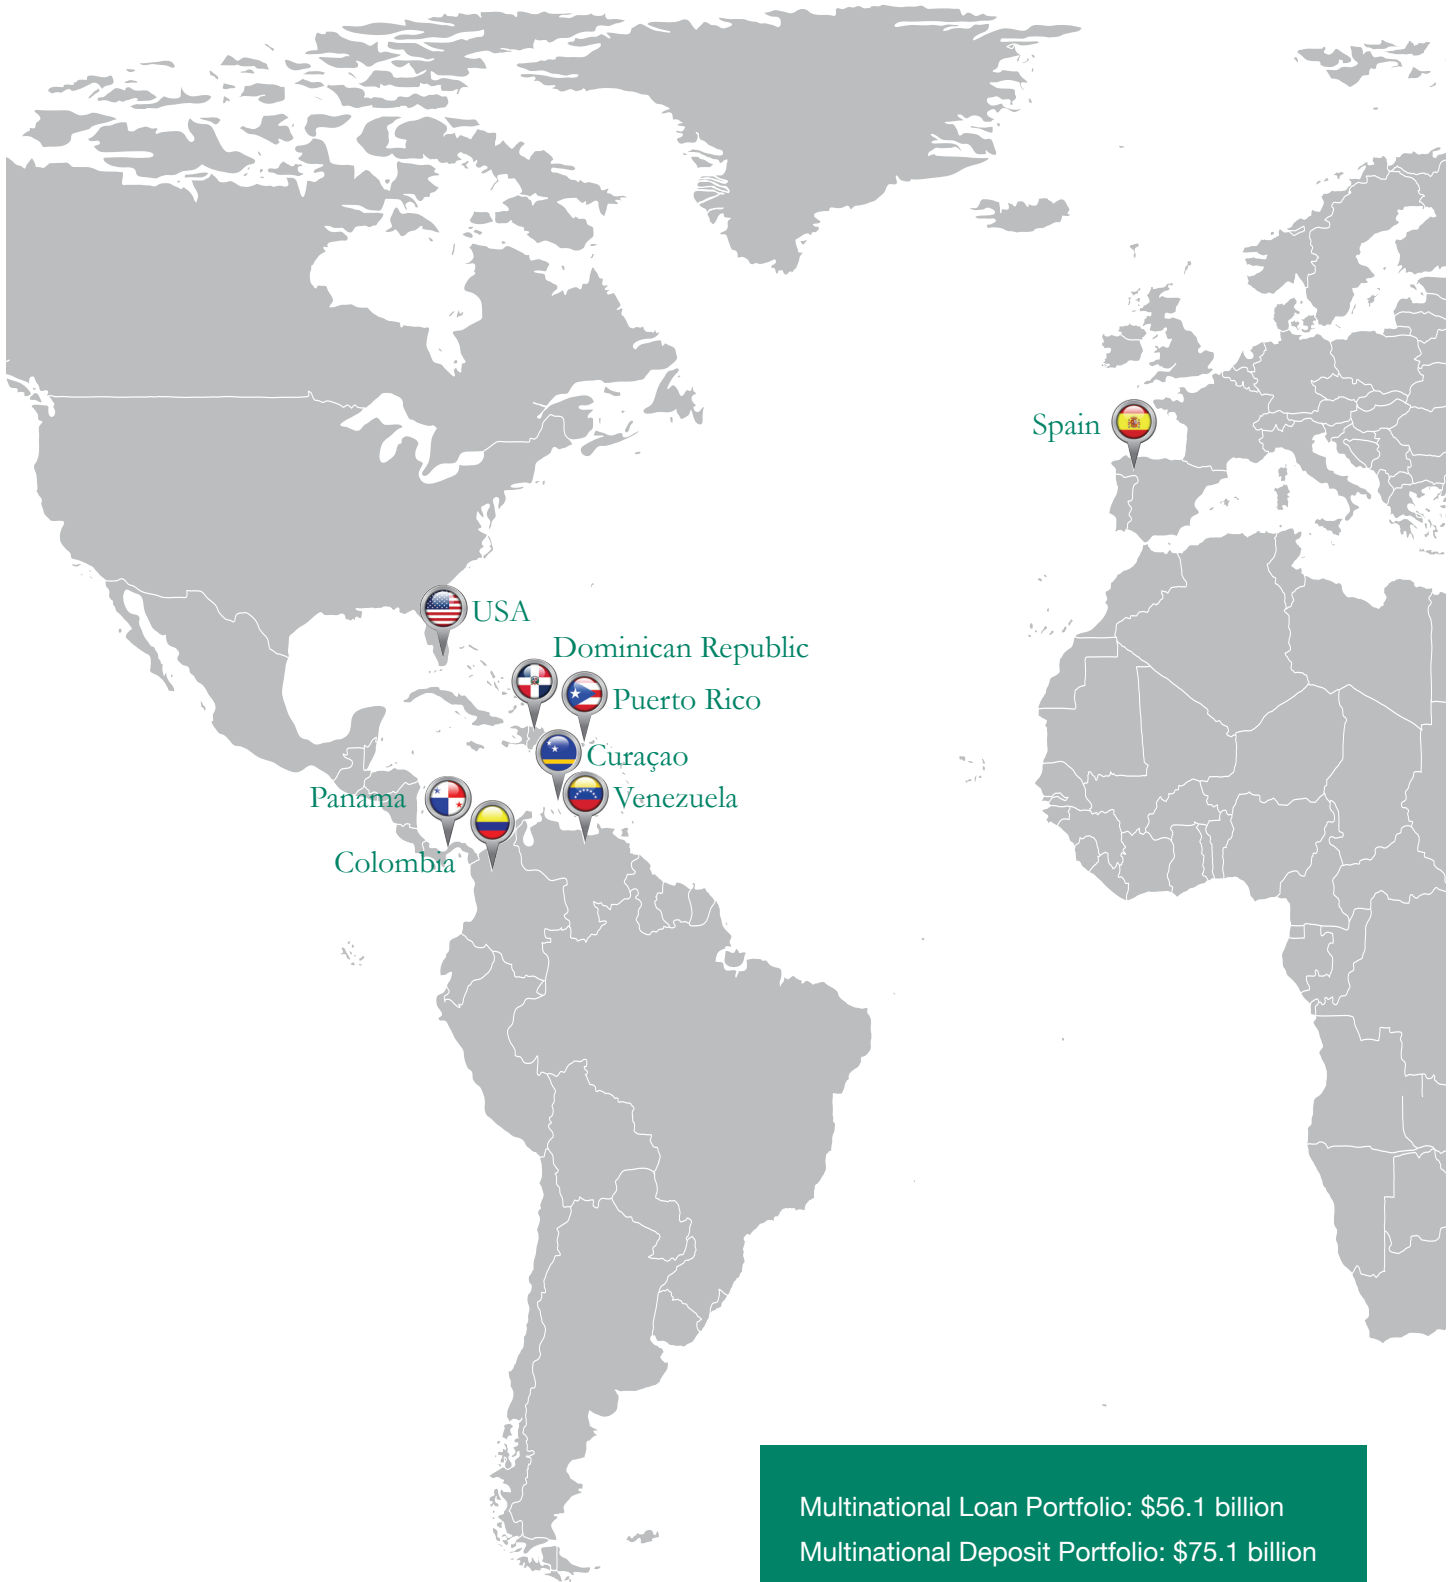 Spain
USA
Dominican Republic
Puerto Rico
Curaçao
Panama
Venezuela
Colombia
Multinational Loan Portfolio: $56.1 billion
Multinational Deposit Portfolio: $75.1 billion